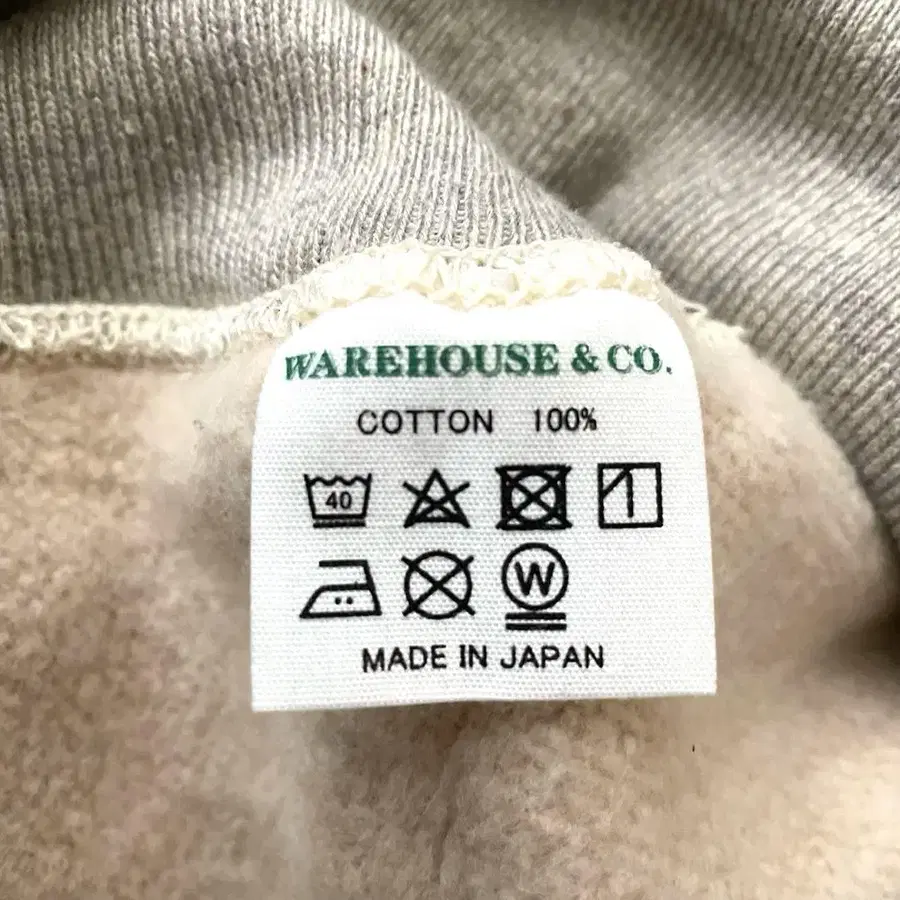 WAREHOUSE & CO.
COTTON 100%
40
W
MADE IN JAPAN